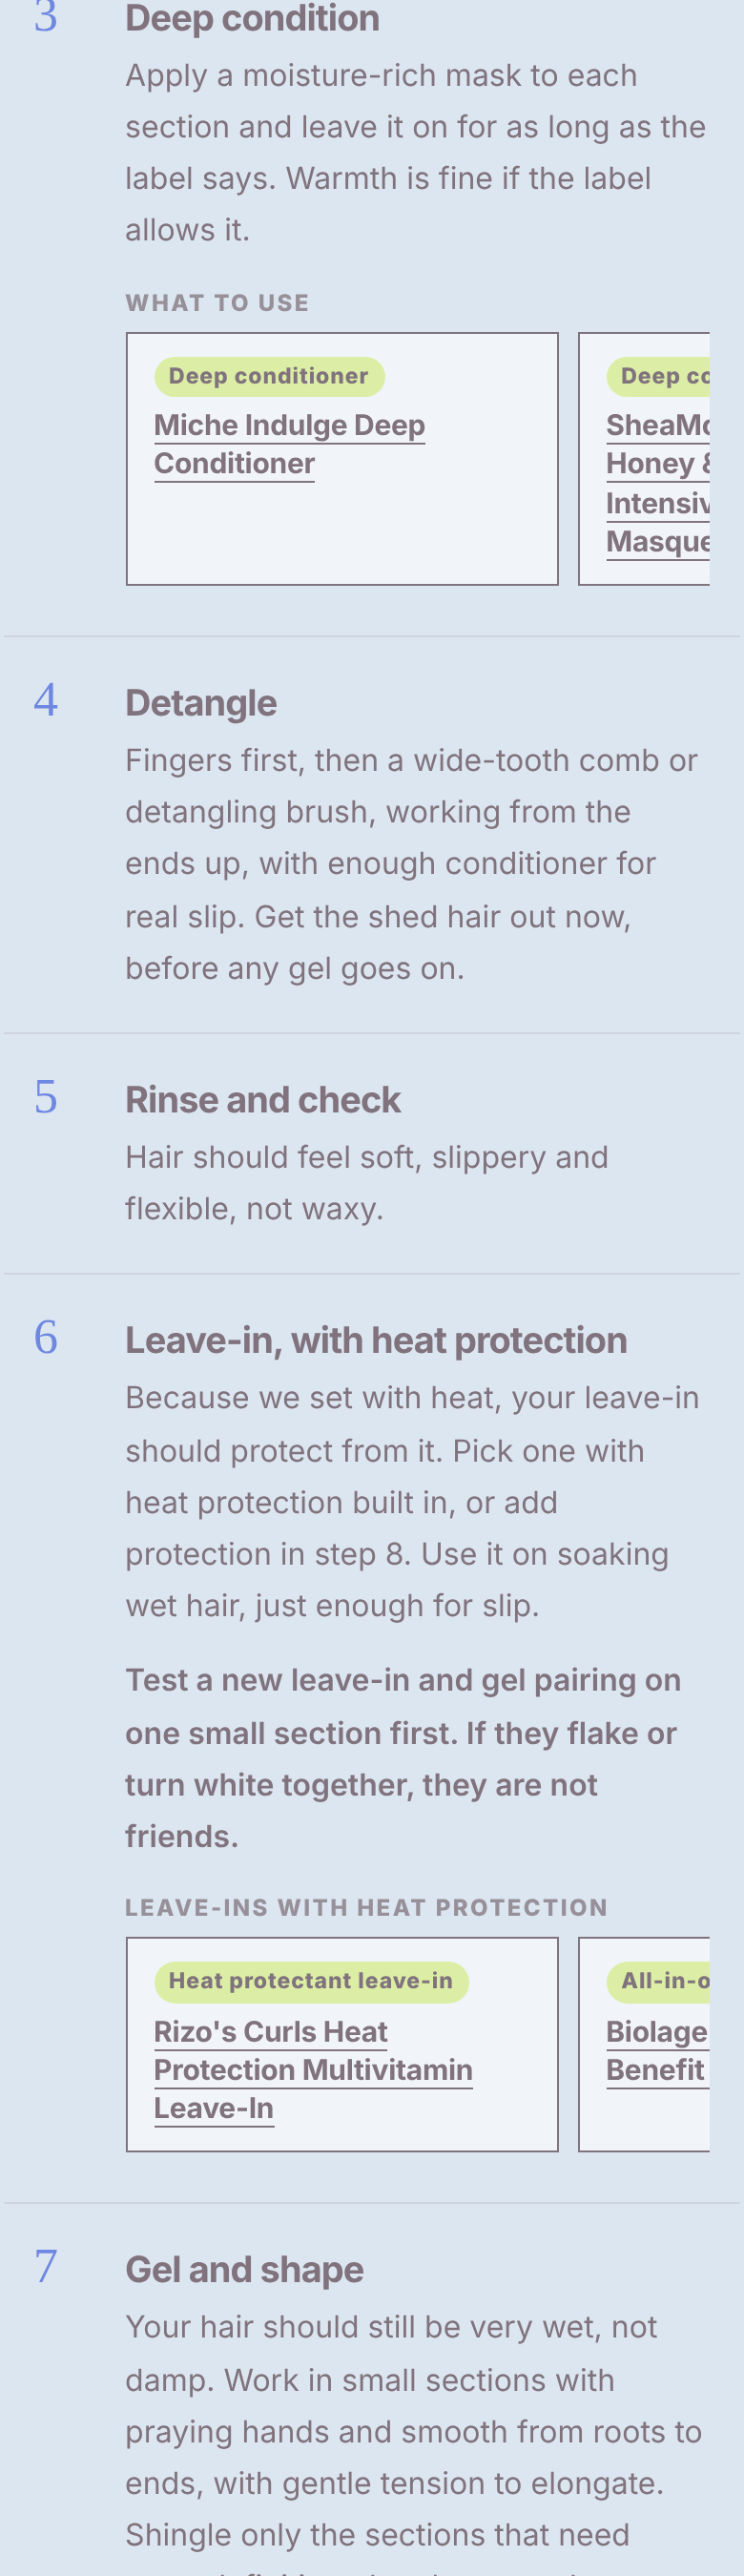 3
Deep condition
Apply a moisture-rich mask to each
section and leave it on for as long as the
label says. Warmth is fine if the label
allows it.
WHAT TO USE
Deep conditioner
Miche Indulge Deep
Conditioner
Deep
SheaMo
Honey &
Intensiv
Masque
4
Detangle
Fingers first, then a wide-tooth comb or
detangling brush, working from the
ends up, with enough conditioner for
real slip. Get the shed hair out now,
before any gel goes on.
5
Rinse and check
Hair should feel soft, slippery and
flexible, not waxy.
6
Leave-in, with heat protection
Because we set with heat, your leave-in
should protect from it. Pick one with
heat protection built in, or add
protection in step 8. Use it on soaking
wet hair, just enough for slip.
Test a new leave-in and gel pairing on
one small section first. If they flake or
turn white together, they are not
friends.
LEAVE-INS WITH HEAT PROTECTION
Heat protectant leave-in
Rizo's Curls Heat
Protection Multivitamin
Leave-In
All-in-o
Biolage
Benefit
7
Gel and shape
Your hair should still be very wet, not
damp. Work in small sections with
praying hands and smooth from roots to
ends, with gentle tension to elongate.
Shingle only the sections that need